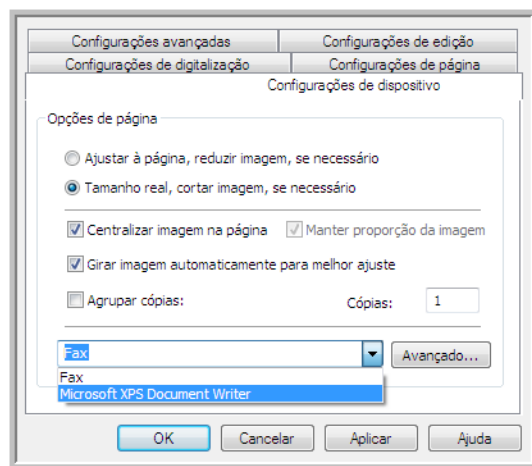 Configurações avançadas
Configurações de edição
Configurações de digitalização
Configurações de página
Configurações de dispositivo
Opções de página
Ajustar à página, reduzir imagem, se necessário
Tamanho real, cortar imagem, se necessário
Centralizar imagem na página
Manter proporção da imagem
Girar imagem automaticamente para melhor ajuste
Agrupar cópias:
Cópias:
1
Fax
Avançado...
Fax
Microsoft XPS Document Writer
OK
Cancelar
Aplicar
Ajuda